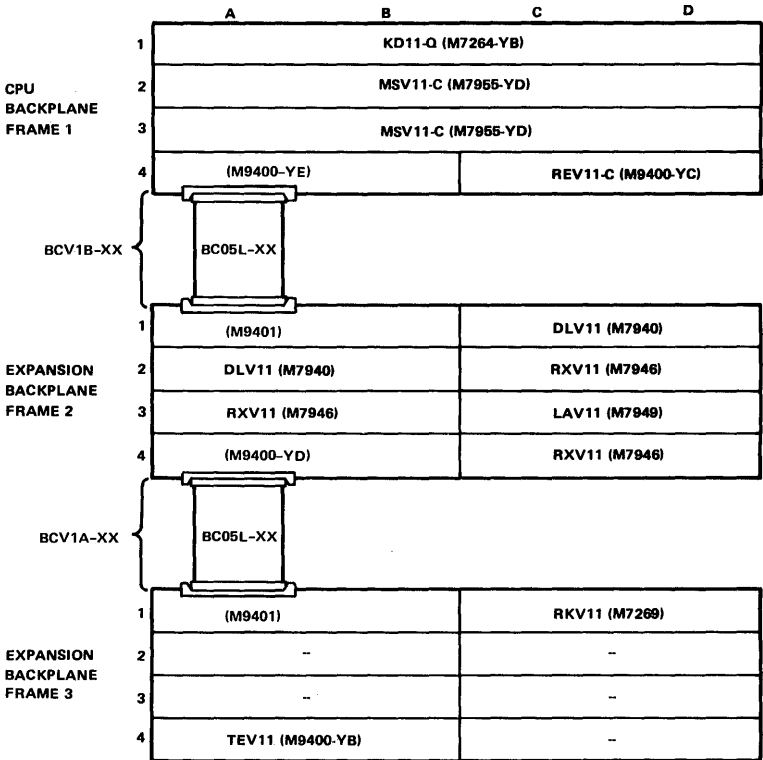 A B C D
1 KD11-Q (M7264-YB)
CPU BACKPLANE FRAME 1
2 MSV11-C (M7955-YD)
3 MSV11-C (M7955-YD)
4 (M9400-YE) REV11-C (M9400-YC)
BCV1B-XX BC05L-XX
1 (M9401) DLV11 (M7940)
EXPANSION BACKPLANE FRAME 2
2 DLV11 (M7940) RXV11 (M7946)
3 RXV11 (M7946) LAV11 (M7949)
4 (M9400-YD) RXV11 (M7946)
BCV1A-XX BC05L-XX
1 (M9401) RKV11 (M7269)
EXPANSION BACKPLANE FRAME 3
2 -- --
3 -- --
4 TEV11 (M9400-YB) --